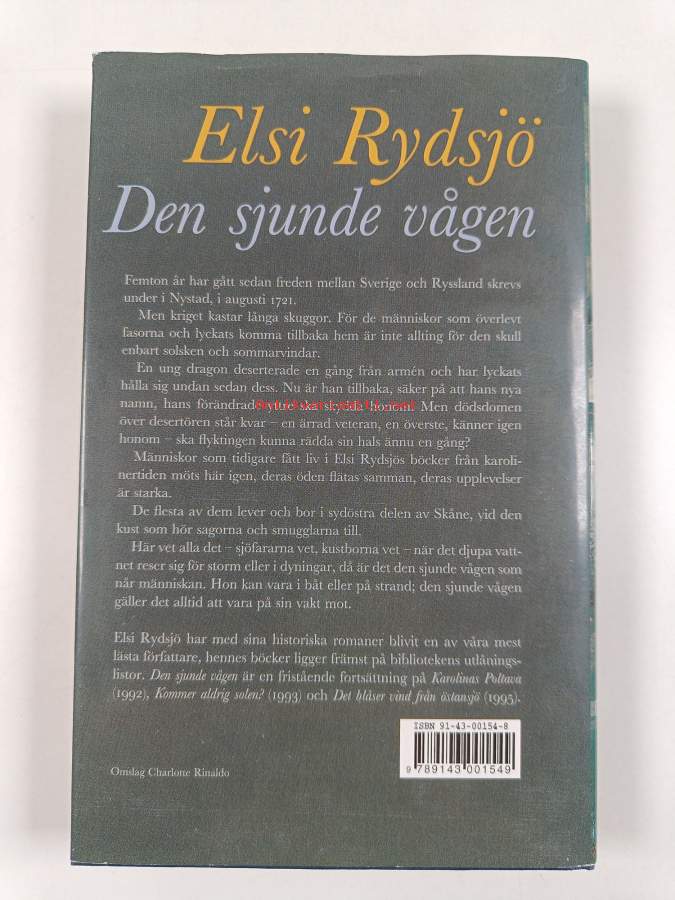 Elsi Rydsjö
Den sjunde vågen
Femton år har gått sedan freden mellan Sverige och Ryssland skrevs
under i Nystad, i augusti 1721.
Men kriget kastar långa skuggor. För de människor som överlevt
fasorna och lyckats komma tillbaka hem är inte allting för den skull
enbart solsken och sommarvindar.
En ung dragon deserterade en gång från armén och har lyckats
hålla sig undan sedan dess. Nu är han tillbaka, säker på att hans nya
namn, hans förändrade yttre ska skydda honom. Men dödsdomen
över desertören står kvar – en ärrad veteran, en överste, känner igen
honom – ska flyktingen kunna rädda sin hals ännu en gång?
Människor som tidigare fått liv i Elsi Rydsjös böcker från karoli-
nertiden möts här igen, deras öden flätas samman, deras upplevelser
är starka.
De flesta av dem lever och bor i sydöstra delen av Skåne, vid den
kust som hör sagorna och smugglarna till.
Här vet alla det – sjöfararna vet, kustborna vet – när det djupa vatt-
net reser sig för storm eller i dyningar, då är det den sjunde vågen som
når människan. Hon kan vara i båt eller på strand; den sjunde vågen
gäller det alltid att vara på sin vakt mot.
Elsi Rydsjö har med sina historiska romaner blivit en av våra mest
lästa författare, hennes böcker ligger främst på bibliotekens utlånings-
listor. Den sjunde vågen är en fristående fortsättning på Karolinas Poltava
(1992), Kommer aldrig solen? (1993) och Det blåser vind från östansjö (1995).
ISBN 91-43-00154-8
9 789143 001549
Omslag Charlotte Rinaldo